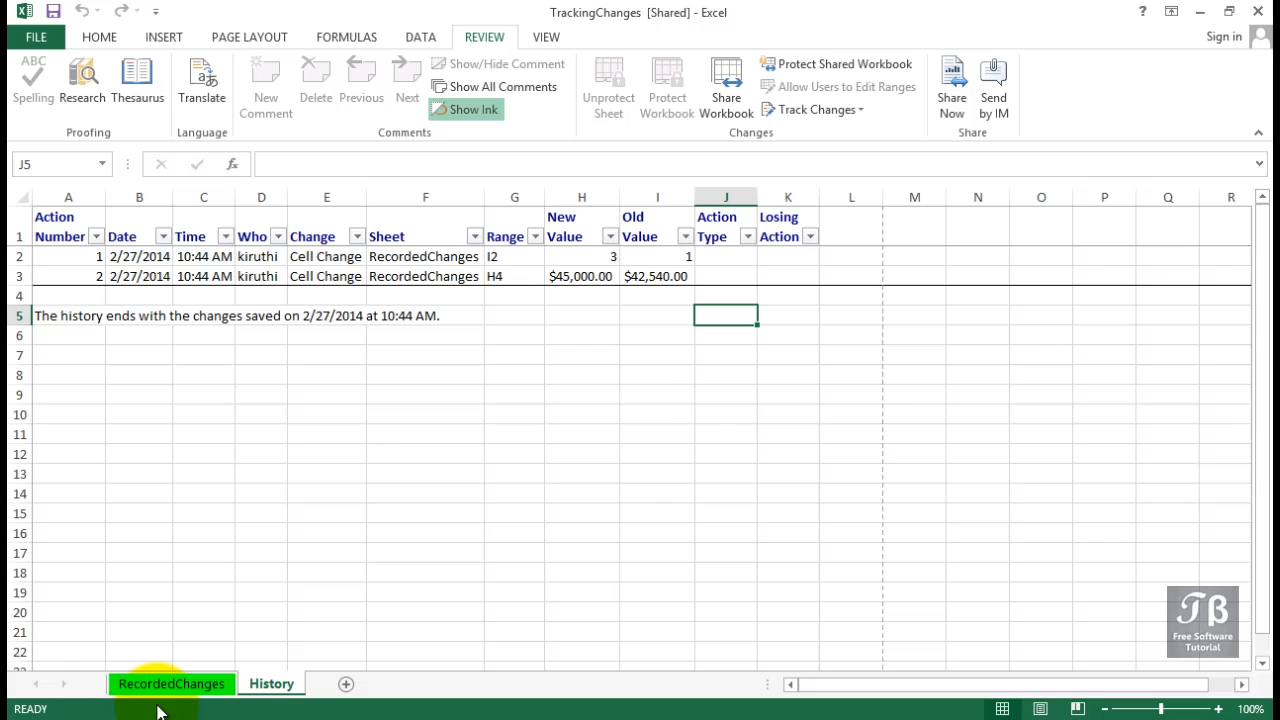 TrackingChanges [Shared] - Excel
?
FILE HOME INSERT PAGE LAYOUT FORMULAS DATA REVIEW VIEW Sign in
ABC
Spelling Research Thesaurus
Proofing
Translate
Language
New Comment
Delete
Previous
Next
Show/Hide Comment
Show All Comments
Show Ink
Comments
Unprotect Sheet
Protect Workbook
Share Workbook
Protect Shared Workbook
Allow Users to Edit Ranges
Track Changes
Changes
Share Now
Send by IM
Share
J5 fx
A B C D E F G H I J K L M N O P Q R
Action New Old Action Losing
1 Number Date Time Who Change Sheet Range Value Value Type Action
2 1 2/27/2014 10:44 AM kiruthi Cell Change RecordedChanges I2 3 1
3 2 2/27/2014 10:44 AM kiruthi Cell Change RecordedChanges H4 $45,000.00 $42,540.00
4
5 The history ends with the changes saved on 2/27/2014 at 10:44 AM.
6
7
8
9
10
11
12
13
14
15
16
17
18
19
20
21
22
23
Tβ
Free Software
Tutorial
RecordedChanges History
READY 100%